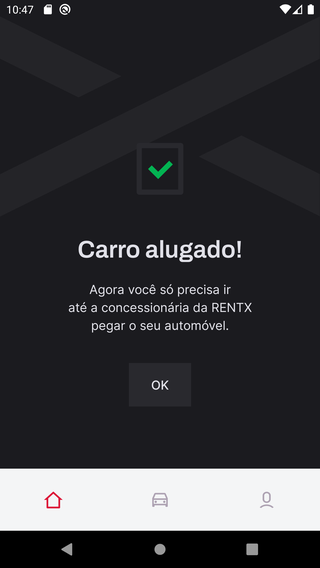 10:47
Carro alugado!
Agora você só precisa ir
até a concessionária da RENTX
pegar o seu automóvel.
OK